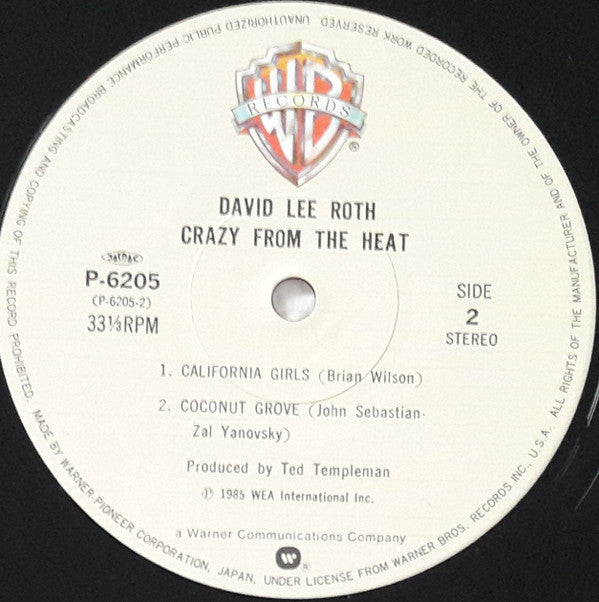 ALL RIGHTS OF THE MANUFACTURER AND OF THE OWNER OF THE RECORDED WORK RESERVED. UNAUTHORIZED PUBLIC PERFORMANCE BROADCASTING AND COPYING OF THIS RECORD PROHIBITED.
WB
RECORDS
®
DAVID LEE ROTH
CRAZY FROM THE HEAT
P-6205
(P-6205-2)
33⅓RPM
SIDE
2
STEREO
1. CALIFORNIA GIRLS (Brian Wilson)
2. COCONUT GROVE (John Sebastian-
Zal Yanovsky)
Produced by Ted Templeman
Ⓟ 1985 WEA International Inc.
a Warner Communications Company
®
MADE BY WARNER-PIONEER CORPORATION, JAPAN, UNDER LICENSE FROM WARNER BROS. RECORDS INC., U.S.A.